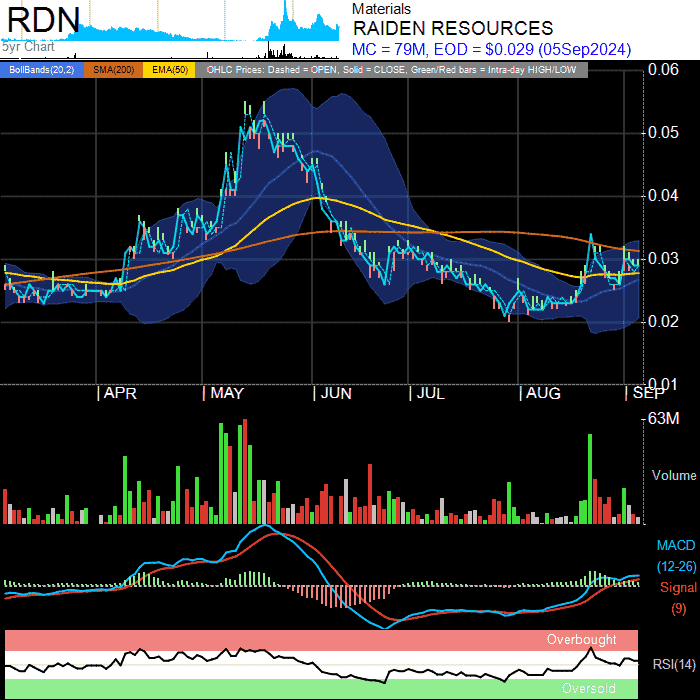 RDN
5yr Chart
Materials
RAIDEN RESOURCES
MC = 79M, EOD = $0.029 (05Sep2024)
BollBands(20,2) SMA(200) EMA(50) OHLC Prices: Dashed = OPEN, Solid = CLOSE, Green/Red bars = Intra-day HIGH/LOW
0.06
0.05
0.04
0.03
0.02
0.01
APR MAY JUN JUL AUG SEP
63M
Volume
MACD
(12-26)
Signal
(9)
Overbought
RSI(14)
Oversold